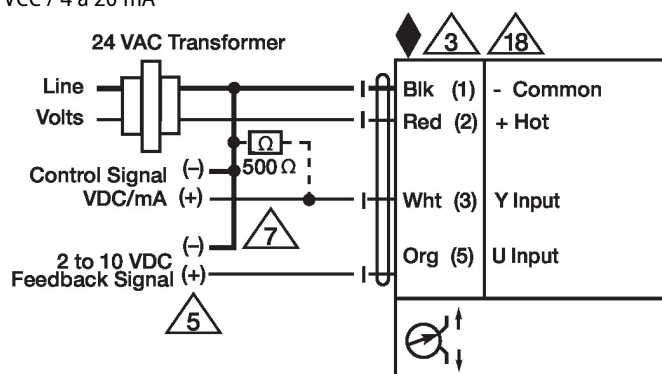 VCC / 4 à 20 mA
24 VAC Transformer
3 18
Line
Volts
Blk (1) - Common
Red (2) + Hot
Ω
500 Ω
Control Signal (–)
VDC/mA (+)
Wht (3) Y Input
7
(–)
2 to 10 VDC
Feedback Signal (+)
Org (5) U Input
5